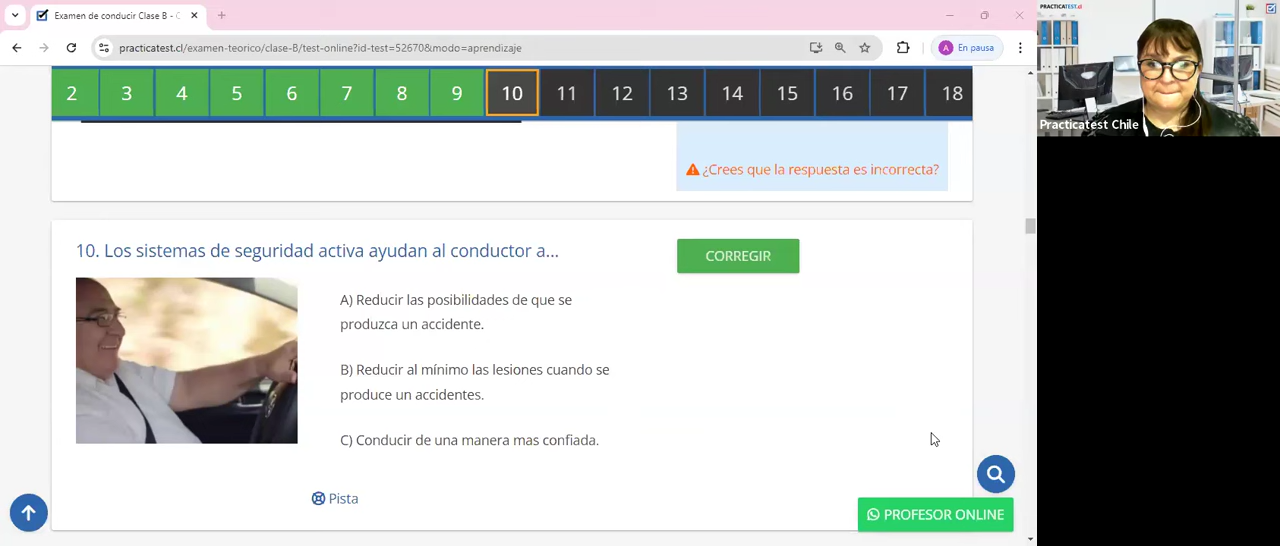 Examen de conducir Clase B - C
practicatest.cl/examen-teorico/clase-B/test-online?id-test=52670&modo=aprendizaje
A
En pausa
2 3 4 5 6 7 8 9 10 11 12 13 14 15 16 17 18
¿Crees que la respuesta es incorrecta?
10. Los sistemas de seguridad activa ayudan al conductor a...
CORREGIR
A) Reducir las posibilidades de que se
produzca un accidente.
B) Reducir al mínimo las lesiones cuando se
produce un accidentes.
C) Conducir de una manera mas confiada.
Pista
PROFESOR ONLINE
PRACTICATEST.cl
Practicatest Chile